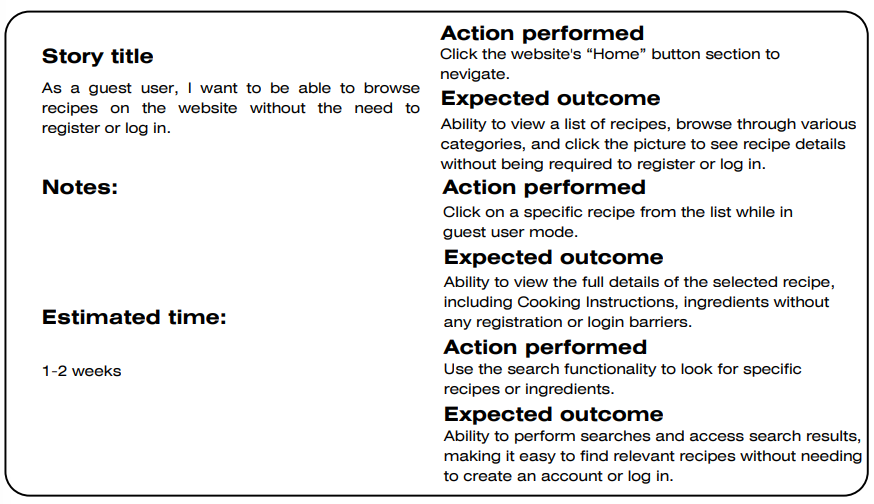 Story title
As a guest user, I want to be able to browse
recipes on the website without the need to
register or log in.
Notes:
Estimated time:
1-2 weeks
Action performed
Click the website's “Home” button section to
nevigate.
Expected outcome
Ability to view a list of recipes, browse through various
categories, and click the picture to see recipe details
without being required to register or log in.
Action performed
Click on a specific recipe from the list while in
guest user mode.
Expected outcome
Ability to view the full details of the selected recipe,
including Cooking Instructions, ingredients without
any registration or login barriers.
Action performed
Use the search functionality to look for specific
recipes or ingredients.
Expected outcome
Ability to perform searches and access search results,
making it easy to find relevant recipes without needing
to create an account or log in.